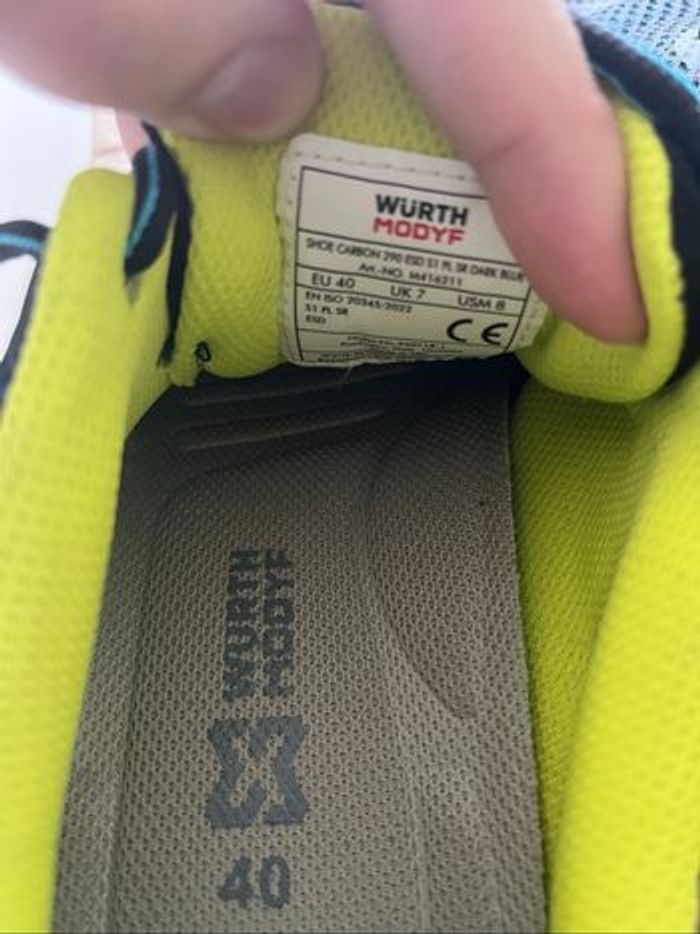 WÜRTH
MODYF
SHOE CARBON 290 ESD S1 PL SR DARK BLUE
Art.-NO. M416211
EU 40 UK 7 USM 8
EN ISO 20345:2022
S1 PL SR
ESD
CE
WÜRTH
MODYF
40